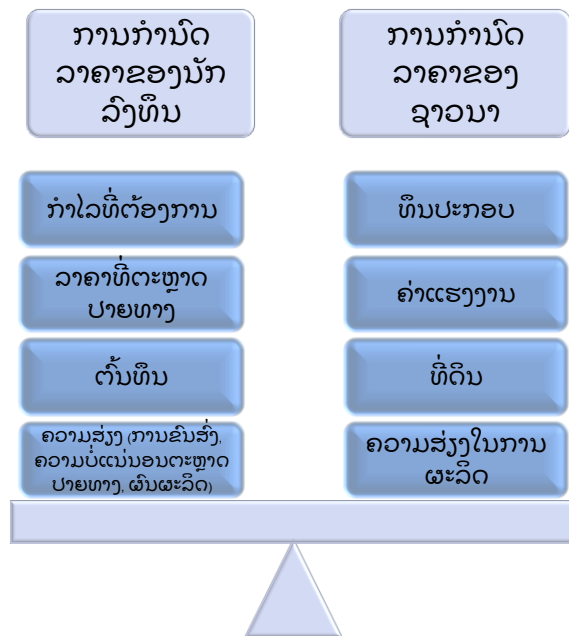 ການກຳນົດ
ລາຄາຂອງນັກ
ລົງທຶນ
ການກຳນົດ
ລາຄາຂອງ
ຊາວນາ
ກຳໄລທີ່ຕ້ອງການ
ລາຄາທີ່ຕະຫຼາດ
ປາຍທາງ
ຕົ້ນທຶນ
ຄວາມສ່ຽງ (ການຂົນສົ່ງ,
ຄວາມບໍ່ແນ່ນອນຕະຫຼາດ
ປາຍທາງ, ຜົນຜະລິດ)
ທຶນປະກອບ
ຄ່າແຮງງານ
ທີ່ດິນ
ຄວາມສ່ຽງໃນການ
ຜະລິດ